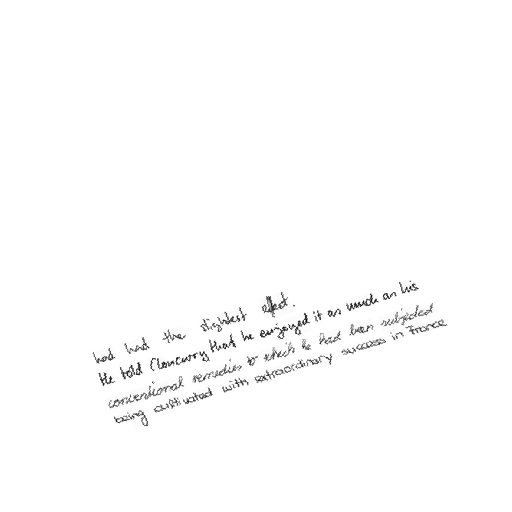 had had the slightest effect.
He told Cloncurry that he enjoyed it as much as his
conventional remedies to which he had been subjected
being cultivated with extraordinary success in France